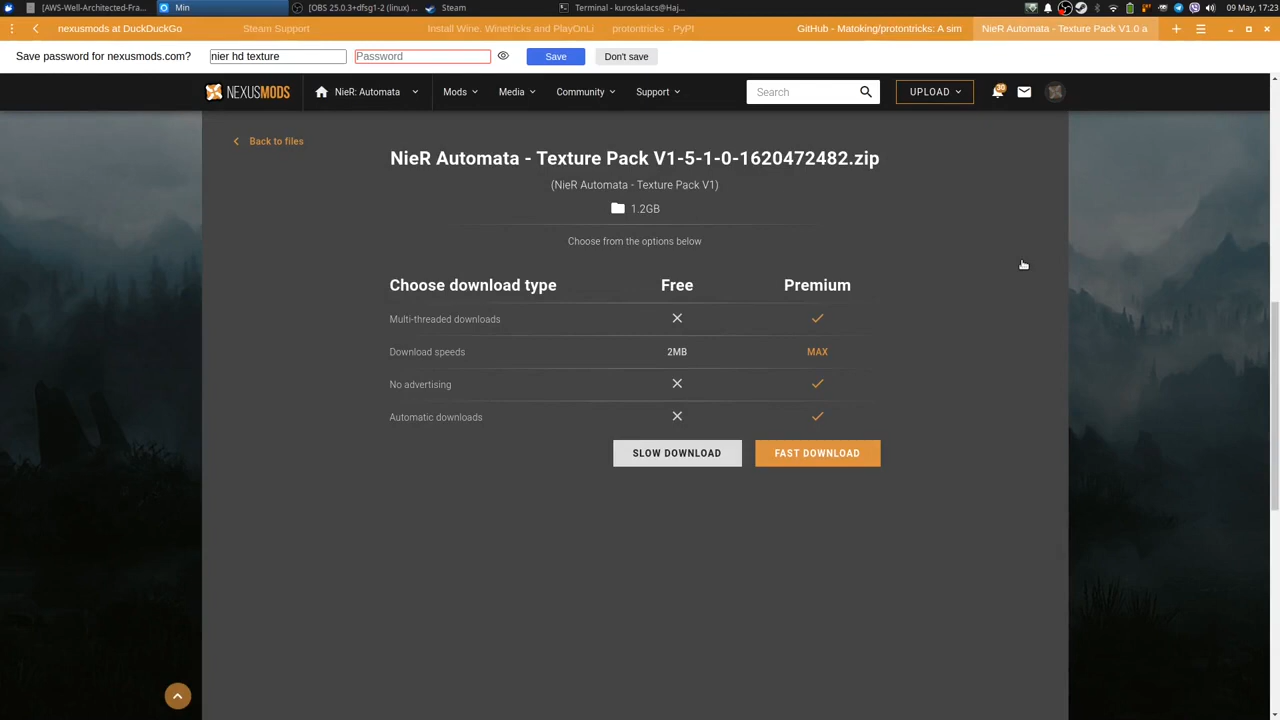 [AWS-Well-Architected-Fra...
Min
[OBS 25.0.3+dfsg1-2 (linux) ...
Steam
Terminal - kuroskalacs@Haj...
09 May, 17:23
nexusmods at DuckDuckGo
Steam Support
Install Wine, Winetricks and PlayOnLi
protontricks · PyPI
GitHub - Matoking/protontricks: A sim
NieR Automata - Texture Pack V1.0 a
Save password for nexusmods.com?
nier hd texture
Password
Save
Don't save
NEXUSMODS
NieR: Automata
Mods
Media
Community
Support
Search
UPLOAD
Back to files
NieR Automata - Texture Pack V1-5-1-0-1620472482.zip
(NieR Automata - Texture Pack V1)
1.2GB
Choose from the options below
Choose download type Free Premium
Multi-threaded downloads
Download speeds 2MB MAX
No advertising
Automatic downloads
SLOW DOWNLOAD
FAST DOWNLOAD